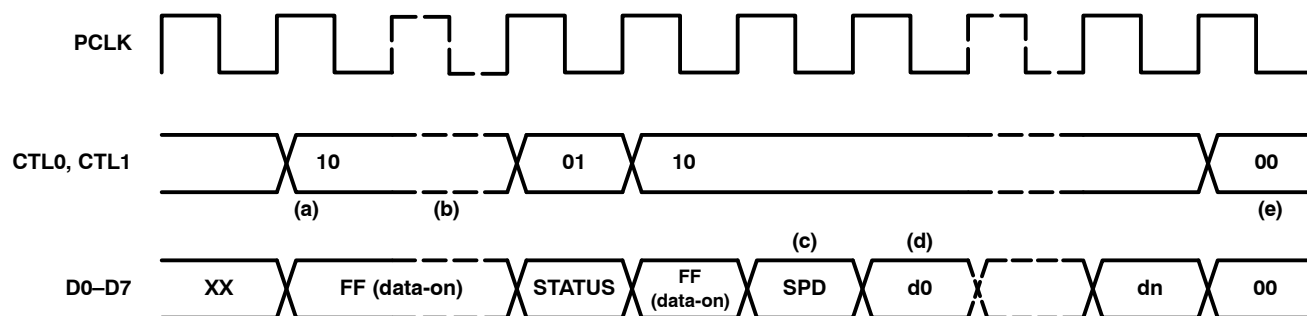 PCLK
CTL0, CTL1
10
01
10
00
(a)
(b)
(e)
(c)
(d)
D0–D7
XX
FF (data-on)
STATUS
FF
(data-on)
SPD
d0
dn
00